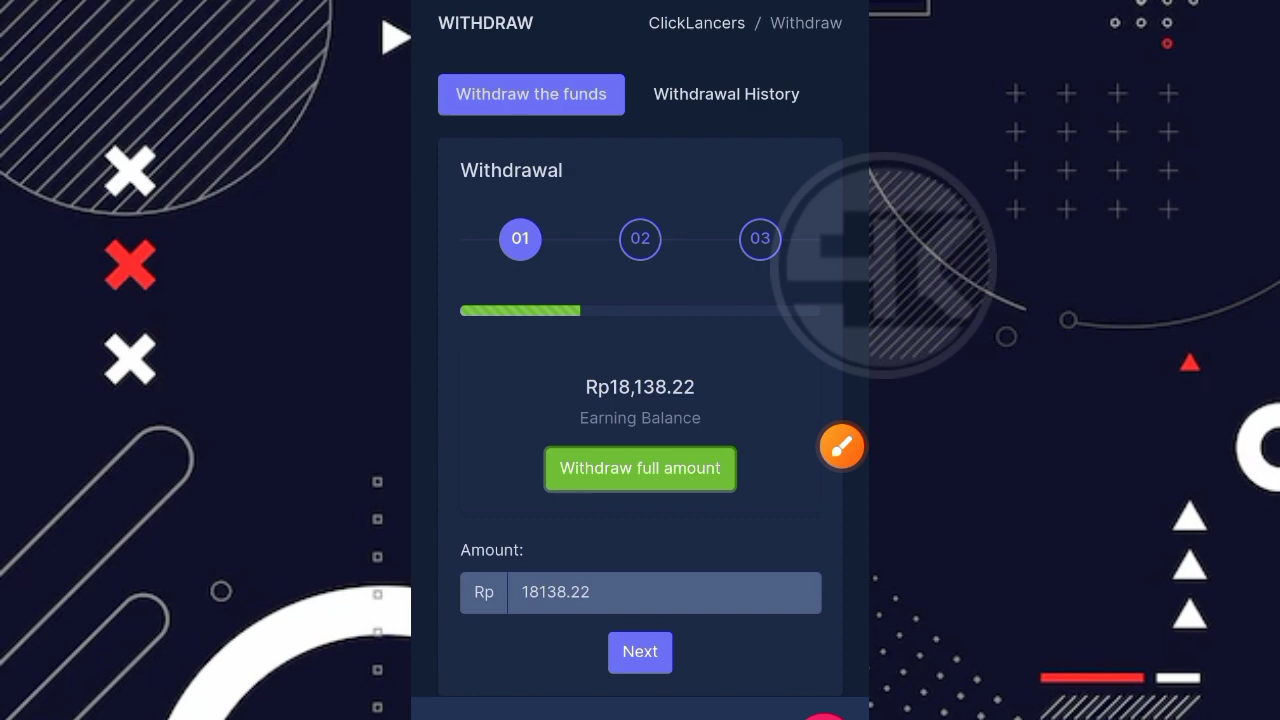 WITHDRAW
ClickLancers / Withdraw
Withdraw the funds
Withdrawal History
Withdrawal
01
02
03
Rp18,138.22
Earning Balance
Withdraw full amount
Amount:
Rp
18138.22
Next